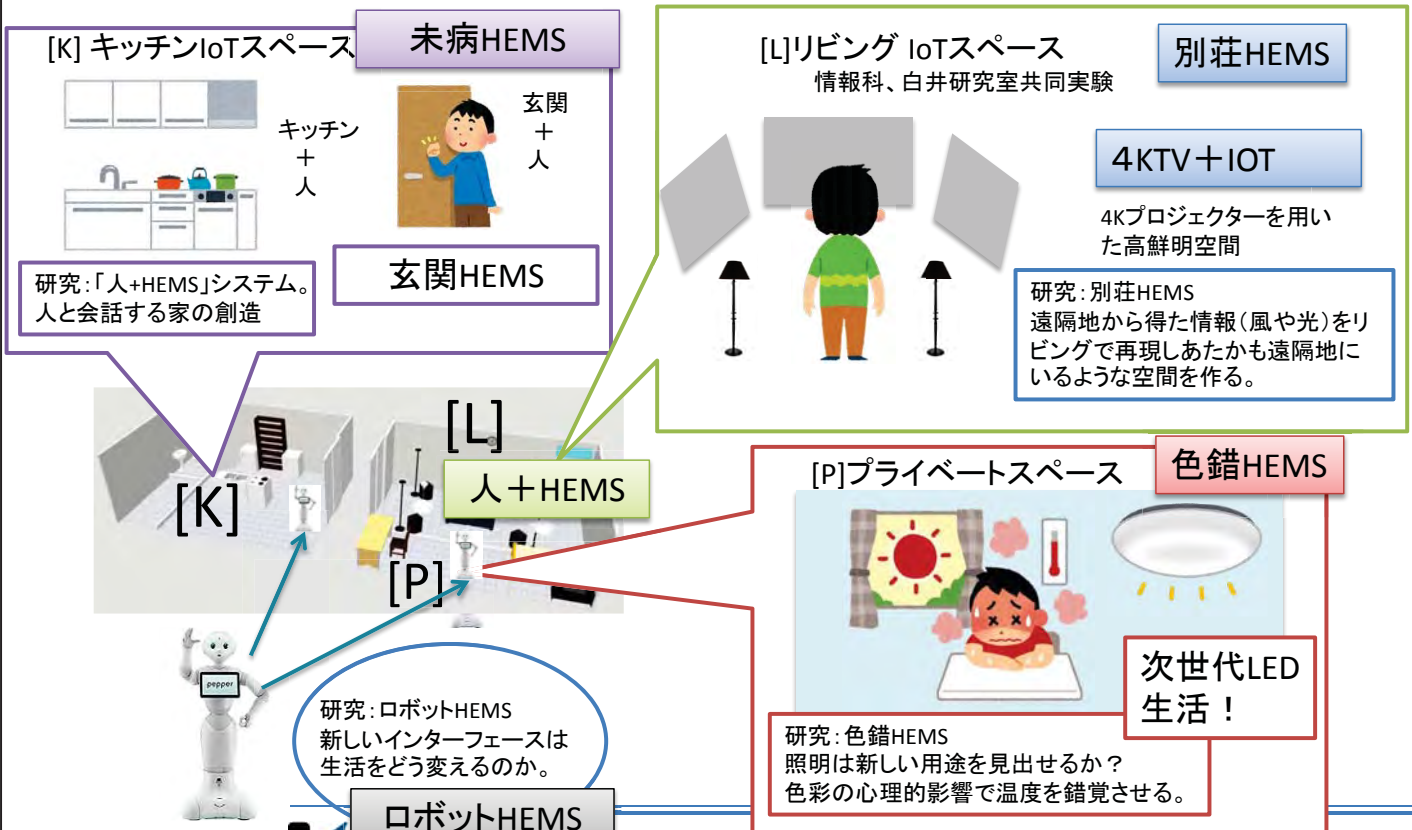 [K] キッチンIoTスペース
未病HEMS
キッチン
+
人
玄関
+
人
研究:「人+HEMS」システム。
人と会話する家の創造
玄関HEMS
[L]リビング IoTスペース
情報科、白井研究室共同実験
別荘HEMS
4KTV+IOT
4Kプロジェクターを用い
た高鮮明空間
研究:別荘HEMS
遠隔地から得た情報(風や光)をリ
ビングで再現しあたかも遠隔地に
いるような空間を作る。
[K]
[L]
人+HEMS
[P]
pepper
研究:ロボットHEMS
新しいインターフェースは
生活をどう変えるのか。
ロボットHEMS
[P]プライベートスペース
色錯HEMS
次世代LED
生活!
研究:色錯HEMS
照明は新しい用途を見出せるか?
色彩の心理的影響で温度を錯覚させる。